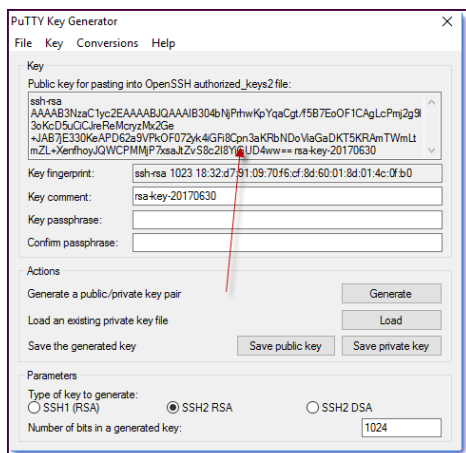 PuTTY Key Generator
File Key Conversions Help
Key
Public key for pasting into OpenSSH authorized_keys2 file:
ssh-rsa
AAAAB3NzaC1yc2EAAAABJQAAAIB304bNjPrhwKpYqaCgt/f5B7EoOF1CAgLcPmj2g9l
3oKcD5uCiCJreReMcryzMx2Ge
+JAB7jE330KeAPD62a9VPkOF072yk4iGFi8Cpn3aKRbNDoViaGaDKT5KRAmTWmLt
Key fingerprint: ssh-rsa 1023 18:32:d7:91:09:70:f6:cf:8d:60:01:8d:01:4c:0f:b0
Key comment: rsa-key-20170630
Key passphrase:
Confirm passphrase:
Actions
Generate a public/private key pair Generate
Load an existing private key file Load
Save the generated key Save public key Save private key
Parameters
Type of key to generate:
SSH1 (RSA) SSH2 RSA SSH2 DSA
Number of bits in a generated key: 1024